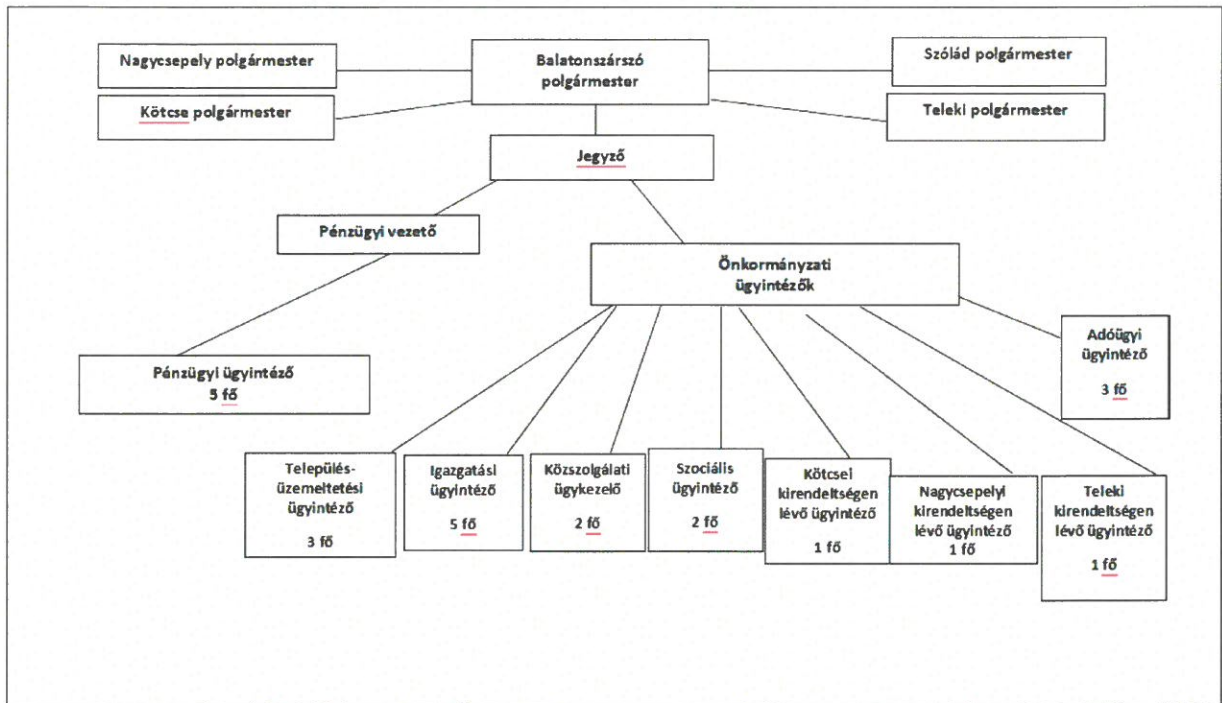 Nagycsepely polgármester
Kötcse polgármester
Balatonszárszó
polgármester
Szólád polgármester
Teleki polgármester
Jegyző
Pénzügyi vezető
Önkormányzati
ügyintézők
Adóügyi
ügyintéző
3 fő
Pénzügyi ügyintéző
5 fő
Település-
üzemeltetési
ügyintéző
3 fő
Igazgatási
ügyintéző
5 fő
Közszolgálati
ügykezelő
2 fő
Szociális
ügyintéző
2 fő
Kötcsei
kirendeltségen
lévő ügyintéző
1 fő
Nagycsepelyi
kirendeltségen
lévő ügyintéző
1 fő
Teleki
kirendeltségen
lévő ügyintéző
1 fő